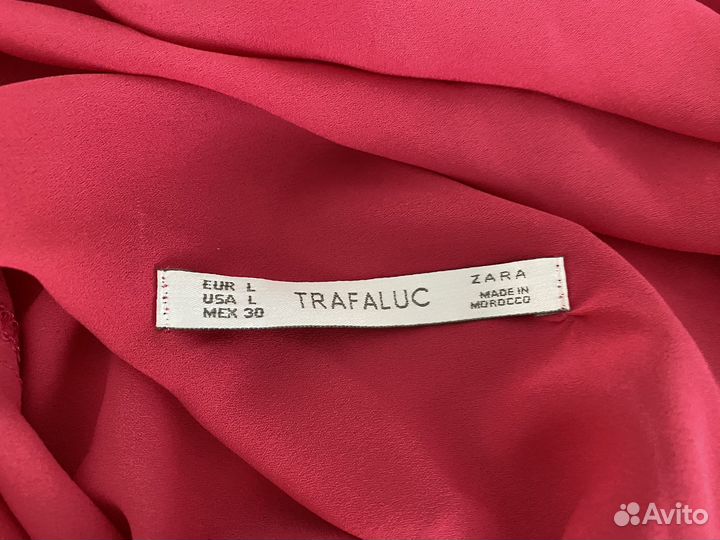 EUR L
USA L
MEX 30
TRAFALUC
ZARA
MADE IN
MOROCCO
Avito